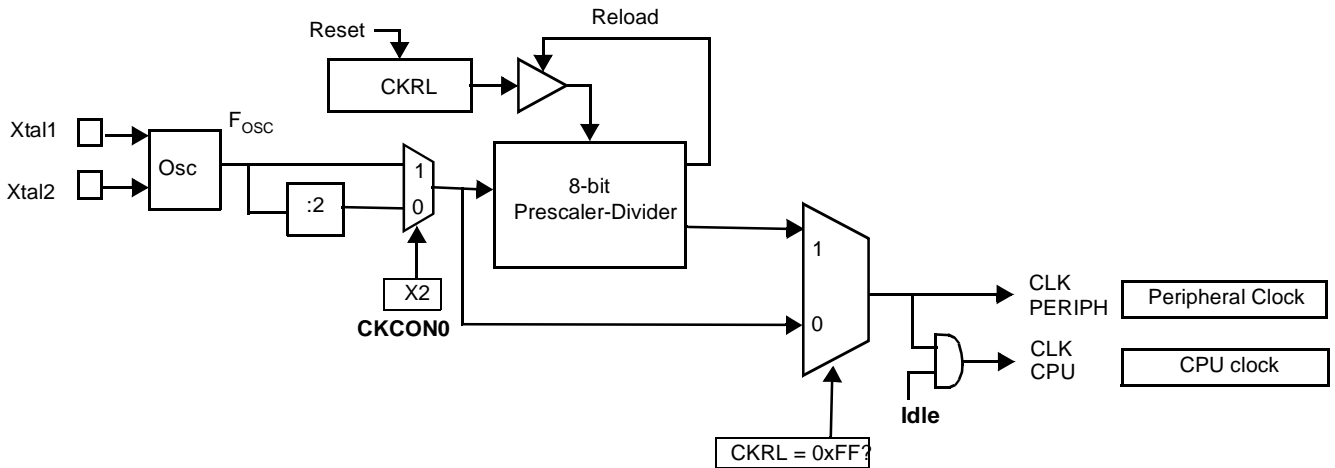 Reload
Reset
CKRL
Xtal1
FOSC
Osc
1
8-bit
Xtal2
:2
0
Prescaler-Divider
1
X2
CLK
PERIPH
Peripheral Clock
CKCON0
0
CLK
CPU
CPU clock
Idle
CKRL = 0xFF?